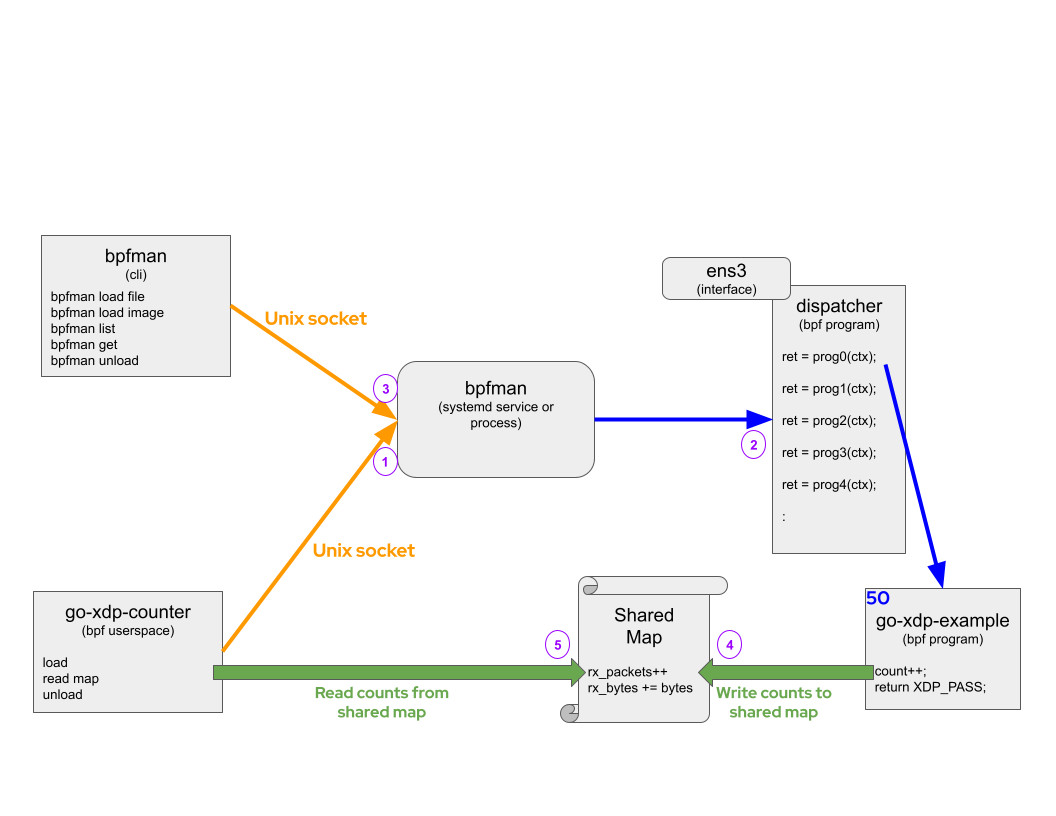 bpfman
(cli)
bpfman load file
bpfman load image
bpfman list
bpfman get
bpfman unload
Unix socket
3
1
bpfman
(systemd service or
process)
2
ens3
(interface)
dispatcher
(bpf program)
ret = prog0(ctx);
ret = prog1(ctx);
ret = prog2(ctx);
ret = prog3(ctx);
ret = prog4(ctx);
:
Unix socket
go-xdp-counter
(bpf userspace)
load
read map
unload
5
Read counts from
shared map
Shared
Map
rx_packets++
rx_bytes += bytes
4
Write counts to
shared map
50
go-xdp-example
(bpf program)
count++;
return XDP_PASS;